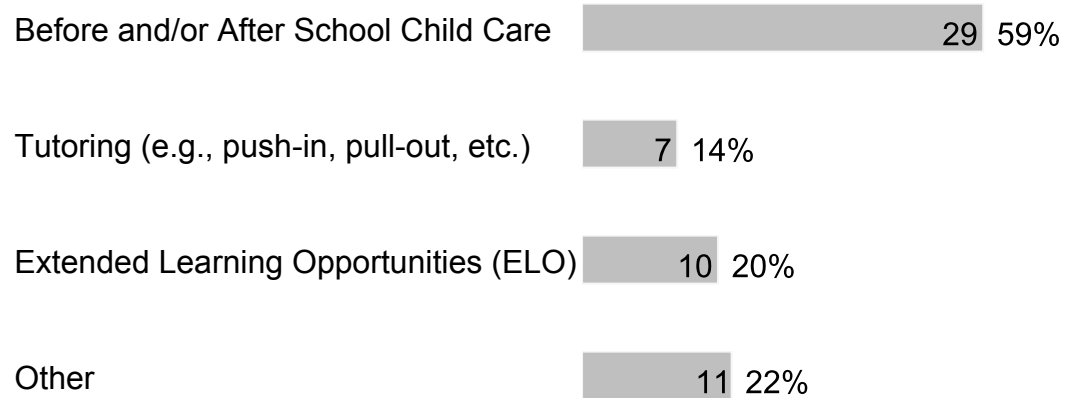 Before and/or After School Child Care 29 59%
Tutoring (e.g., push-in, pull-out, etc.) 7 14%
Extended Learning Opportunities (ELO) 10 20%
Other 11 22%